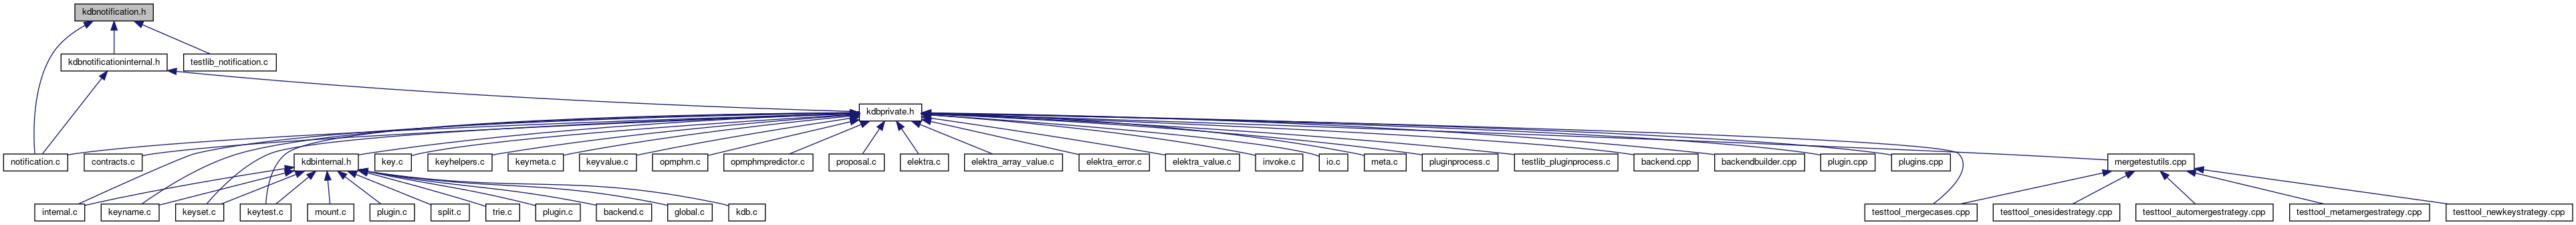 kdbnotification.h
kdbnotificationinternal.h
testlib_notification.c
kdbprivate.h
notification.c
contracts.c
kdbinternal.h
key.c
keyhelpers.c
keymeta.c
keyvalue.c
opmphm.c
opmphmpredictor.c
proposal.c
elektra.c
elektra_array_value.c
elektra_error.c
elektra_value.c
invoke.c
io.c
meta.c
pluginprocess.c
testlib_pluginprocess.c
backend.cpp
backendbuilder.cpp
plugin.cpp
plugins.cpp
mergetestutils.cpp
internal.c
keyname.c
keyset.c
keytest.c
mount.c
plugin.c
split.c
trie.c
plugin.c
backend.c
global.c
kdb.c
testtool_mergecases.cpp
testtool_onesidestrategy.cpp
testtool_automergestrategy.cpp
testtool_metamergestrategy.cpp
testtool_newkeystrategy.cpp